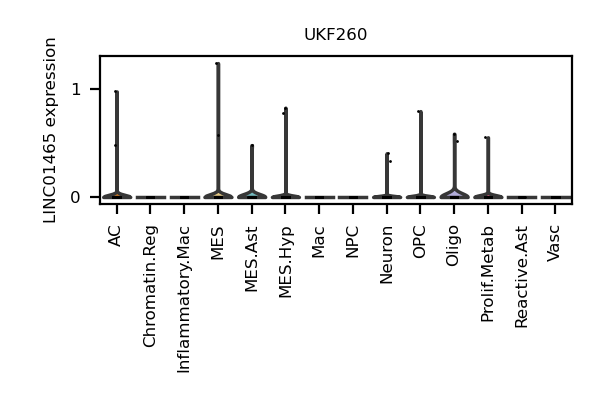 UKF260
LINC01465 expression
1
0
AC
Chromatin.Reg
Inflammatory.Mac
MES
MES.Ast
MES.Hyp
Mac
NPC
Neuron
OPC
Oligo
Prolif.Metab
Reactive.Ast
Vasc